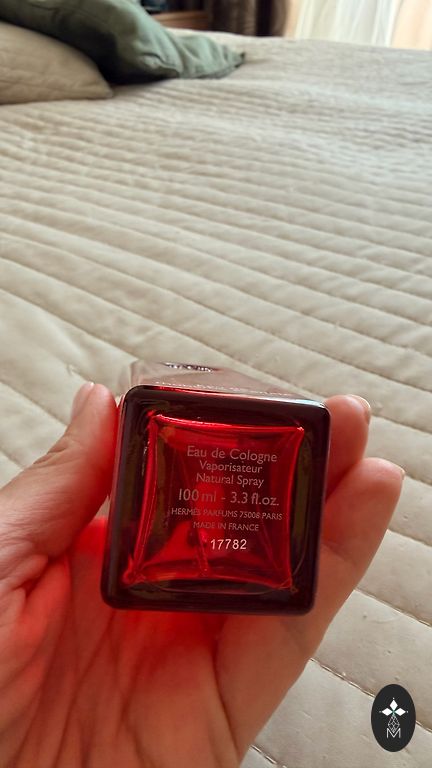 Eau de Cologne
Vaporisateur
Natural Spray
100 ml - 3.3 fl.oz.
HERMÈS PARFUMS 75008 PARIS
MADE IN FRANCE
17782
M